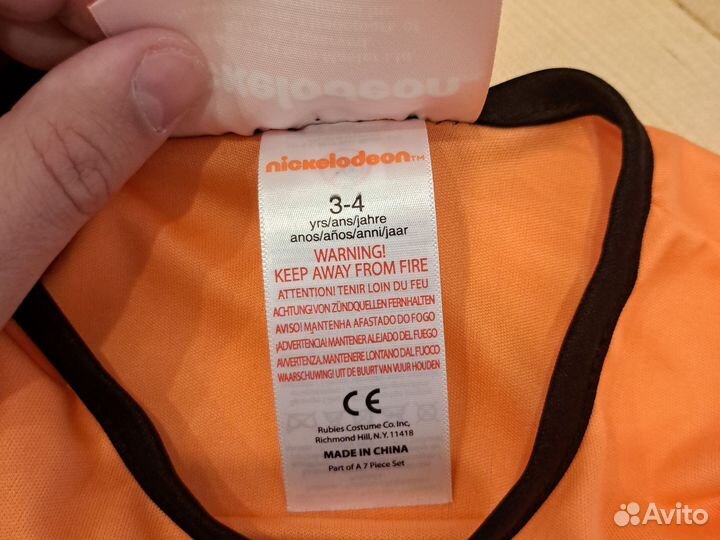 nickelodeon™
3-4
yrs/ans/jahre
anos/años/anni/jaar
WARNING!
KEEP AWAY FROM FIRE
ATTENTION! TENIR LOIN DU FEU
ACHTUNG! VON ZÜNDQUELLEN FERNHALTEN
AVISO! MANTENHA AFASTADO DO FOGO
¡ADVERTENCIA! MANTENER ALEJADO DEL FUEGO
AVVERTENZA. MANTENERE LONTANO DAL FUOCO
WAARSCHUWING! UIT DE BUURT VAN VUUR HOUDEN
CE
Rubies Costume Co. Inc,
Richmond Hill, N.Y. 11418
MADE IN CHINA
Part of A 7 Piece Set
Avito